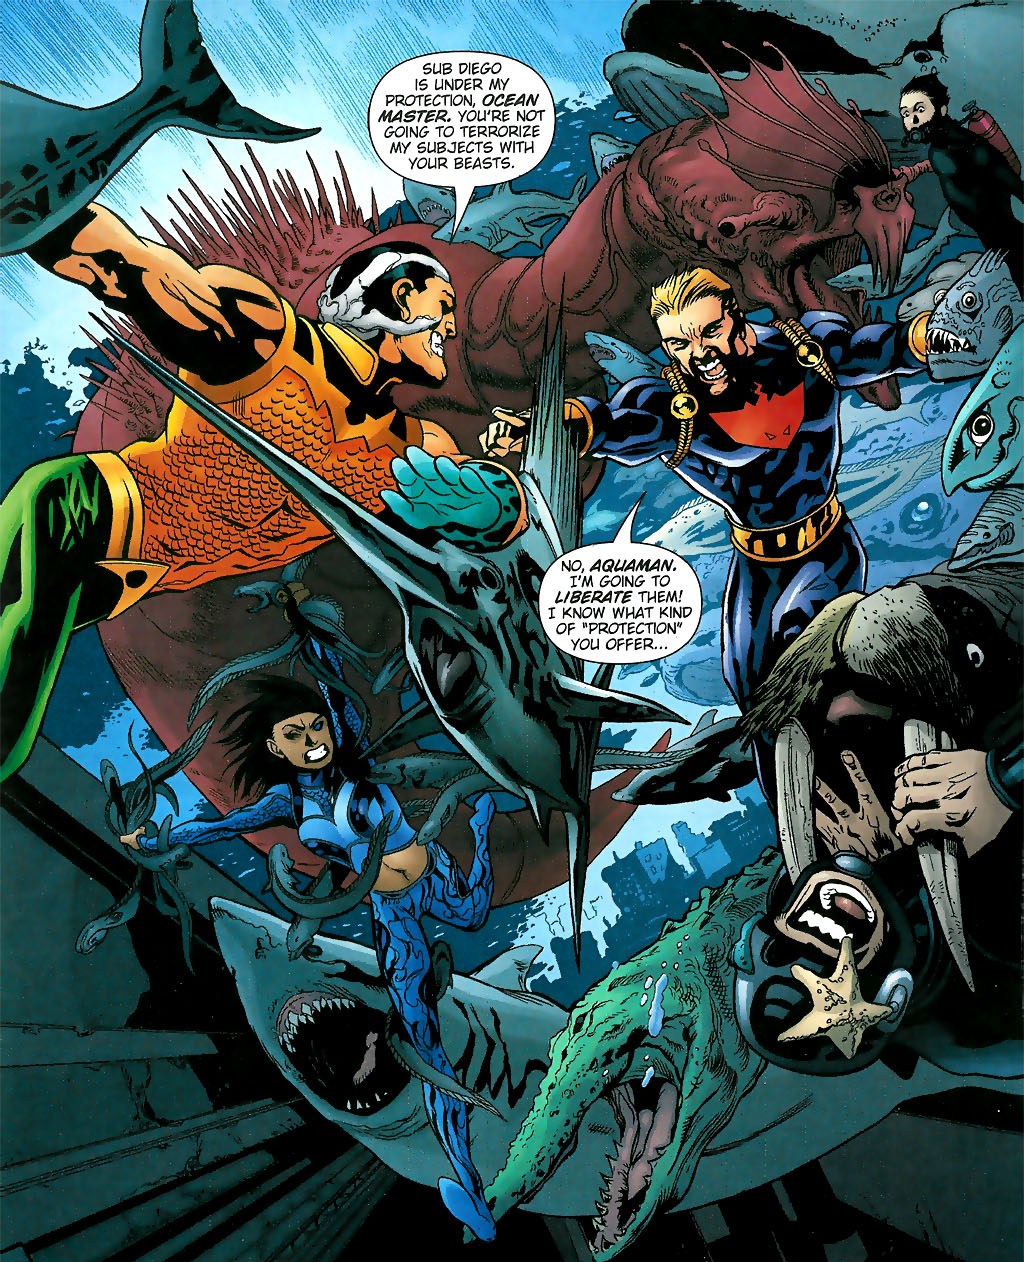 SUB DIEGO
IS UNDER MY
PROTECTION, OCEAN
MASTER. YOU'RE NOT
GOING TO TERRORIZE
MY SUBJECTS WITH
YOUR BEASTS.
NO, AQUAMAN.
I'M GOING TO
LIBERATE THEM!
I KNOW WHAT KIND
OF "PROTECTION"
YOU OFFER...